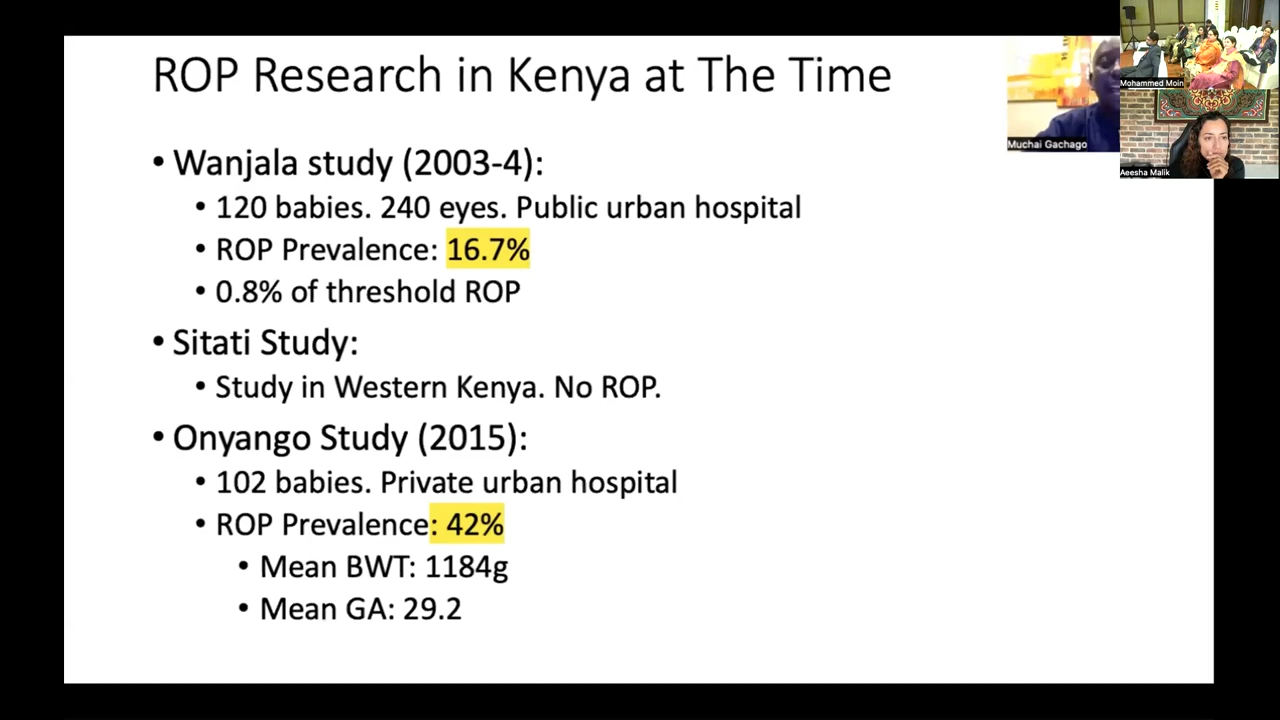 ROP Research in Kenya at The Time
• Wanjala study (2003-4):
• 120 babies. 240 eyes. Public urban hospital
• ROP Prevalence: 16.7%
• 0.8% of threshold ROP
• Sitati Study:
• Study in Western Kenya. No ROP.
• Onyango Study (2015):
• 102 babies. Private urban hospital
• ROP Prevalence: 42%
• Mean BWT: 1184g
• Mean GA: 29.2
Muchai Gachago
Mohammed Moin
Aeesha Malik